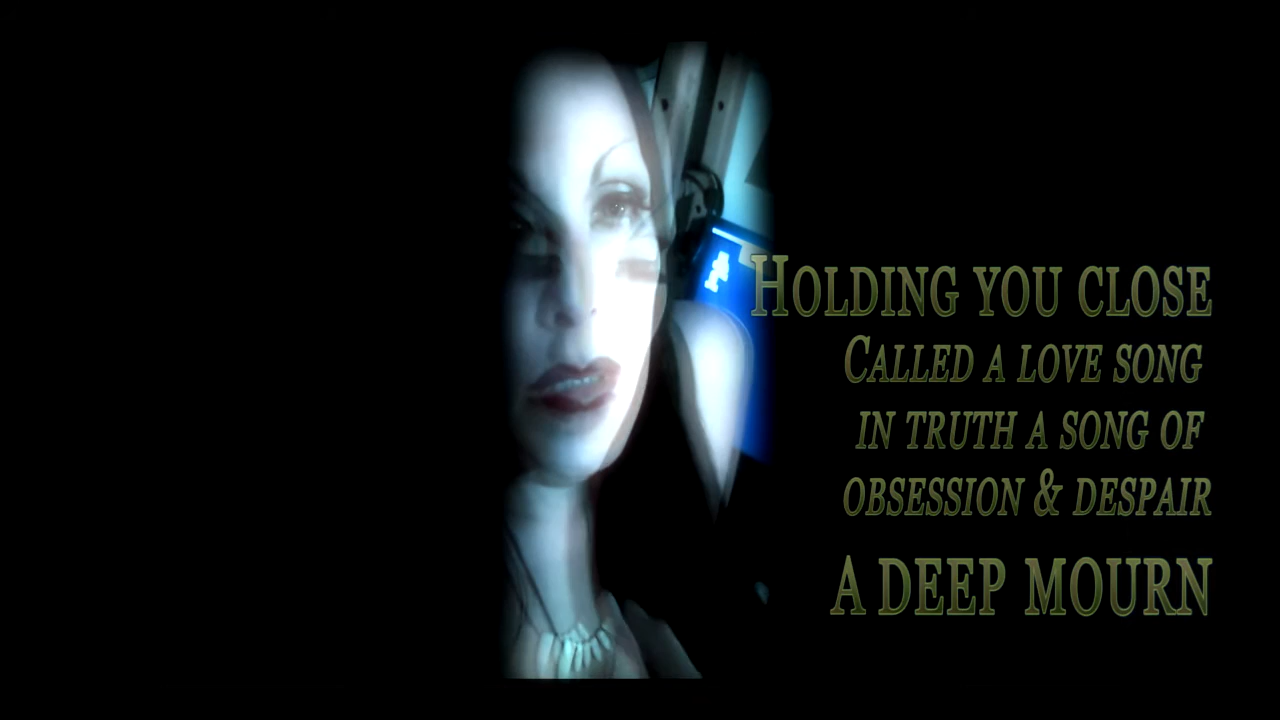 HOLDING YOU CLOSE
CALLED A LOVE SONG
IN TRUTH A SONG OF
OBSESSION & DESPAIR
A DEEP MOURN